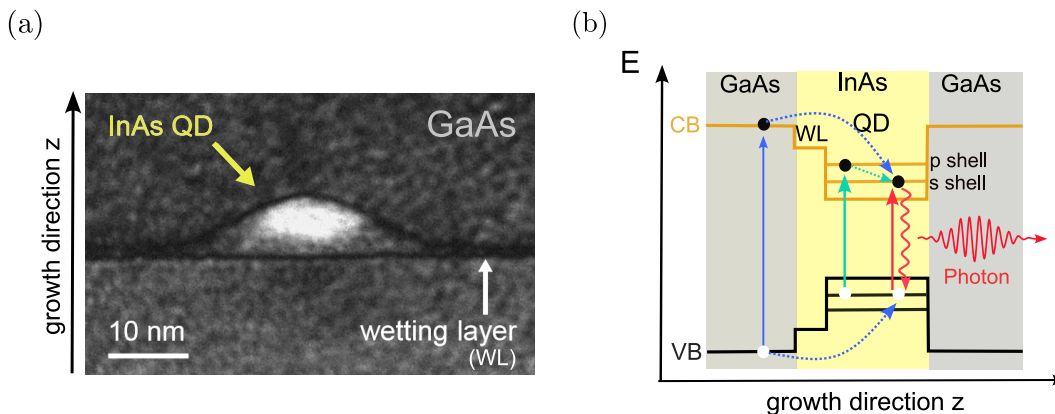 (a)
growth direction z
InAs QD
GaAs
10 nm
wetting layer
(WL)
(b)
E
GaAs
InAs
GaAs
CB
WL
QD
p shell
s shell
Photon
VB
growth direction z